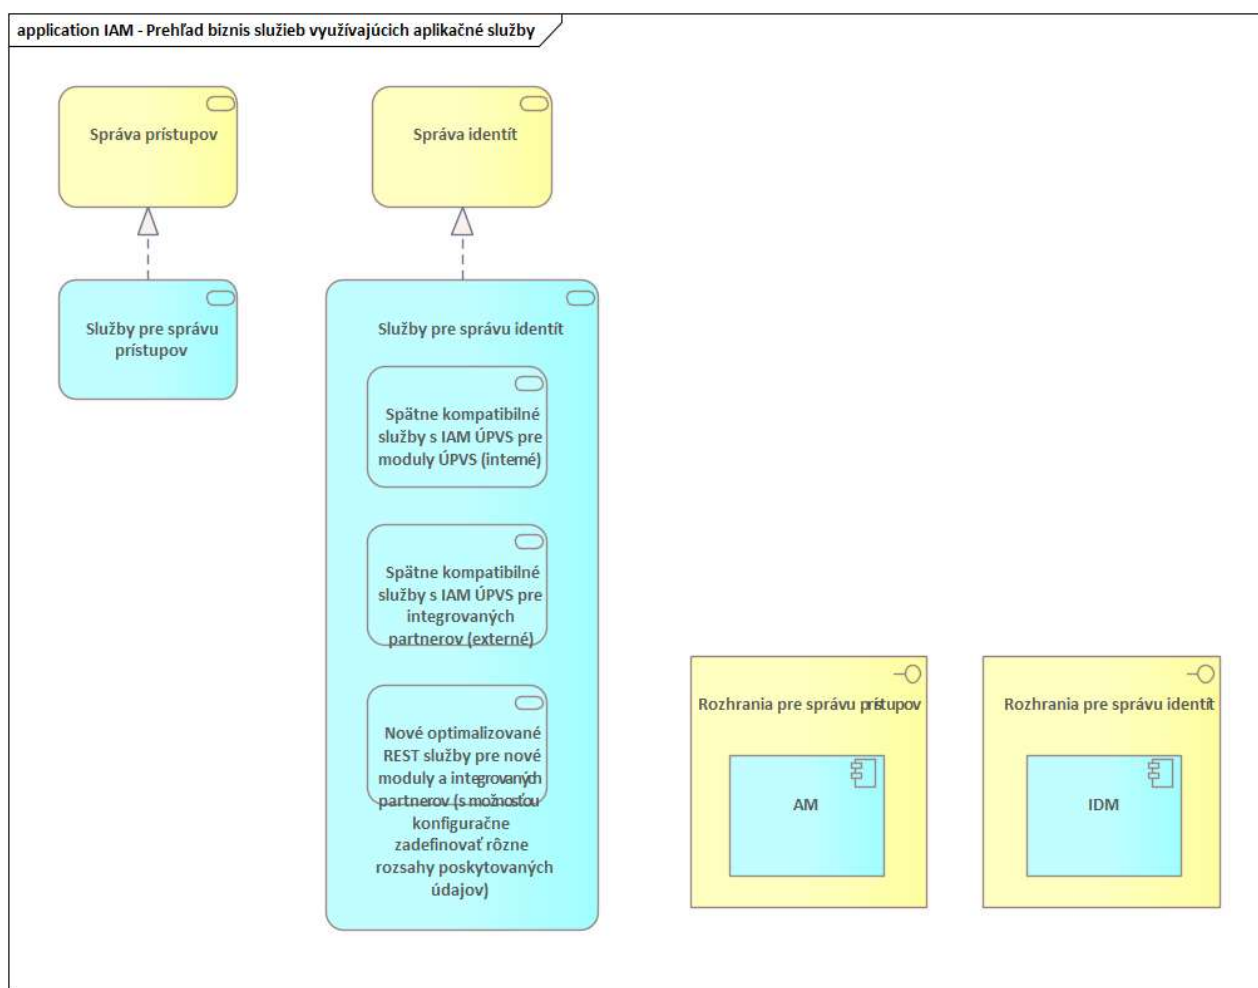 application IAM - Prehľad biznis služieb využívajúcich aplikačné služby
Správa prístupov
Správa identít
Služby pre správu
prístupov
Služby pre správu identít
Spätne kompatibilné
služby s IAM ÚPVS pre
moduly ÚPVS (interné)
Spätne kompatibilné
služby s IAM ÚPVS pre
integrovaných
partnerov (externé)
Nové optimalizované
REST služby pre nové
moduly a integrovaných
partnerov (s možnosťou
konfiguračne
zadefinovať rôzne
rozsahy poskytovaných
údajov)
Rozhrania pre správu prístupov
AM
Rozhrania pre správu identít
IDM